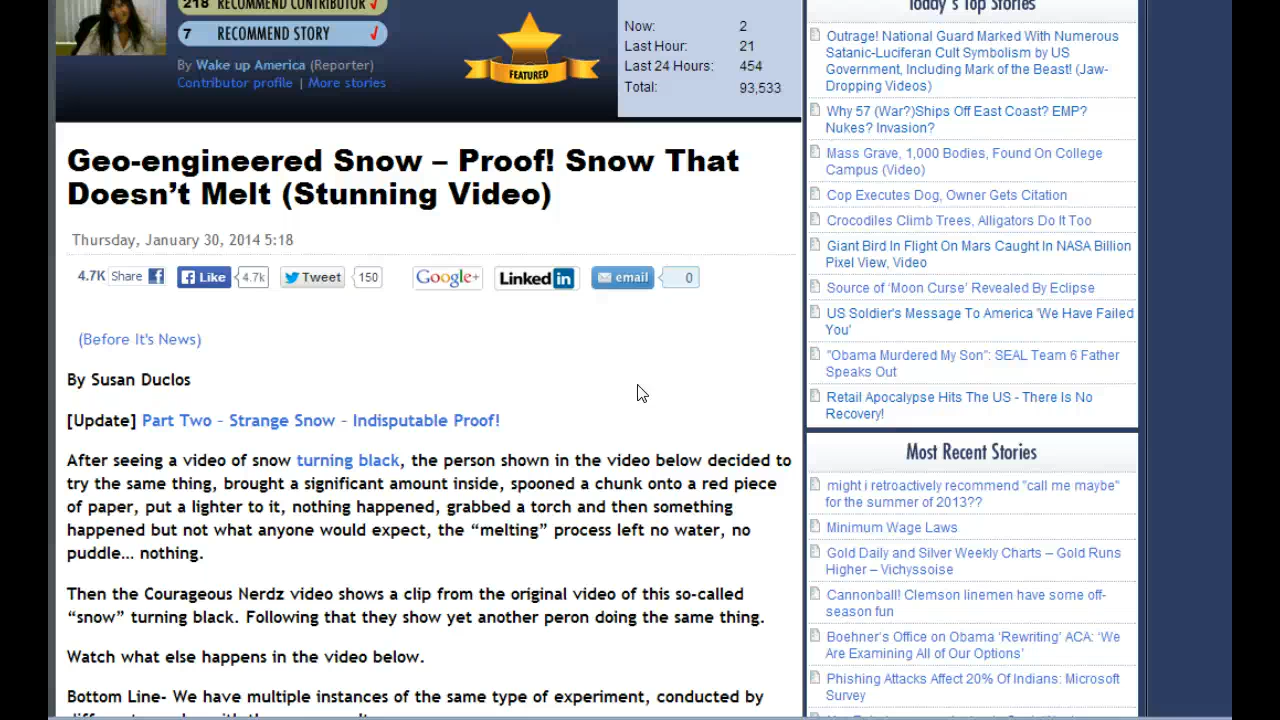 218 RECOMMEND CONTRIBUTOR
7 RECOMMEND STORY
By Wake up America (Reporter)
Contributor profile | More stories
FEATURED
Now: 2
Last Hour: 21
Last 24 Hours: 454
Total: 93,533
Geo-engineered Snow – Proof! Snow That
Doesn’t Melt (Stunning Video)
Thursday, January 30, 2014 5:18
4.7K Share Like 4.7k Tweet 150 Google+ Linked in email 0
(Before It's News)
By Susan Duclos
[Update] Part Two – Strange Snow – Indisputable Proof!
After seeing a video of snow turning black, the person shown in the video below decided to
try the same thing, brought a significant amount inside, spooned a chunk onto a red piece
of paper, put a lighter to it, nothing happened, grabbed a torch and then something
happened but not what anyone would expect, the “melting” process left no water, no
puddle… nothing.
Then the Courageous Nerdz video shows a clip from the original video of this so-called
“snow” turning black. Following that they show yet another peron doing the same thing.
Watch what else happens in the video below.
Bottom Line- We have multiple instances of the same type of experiment, conducted by
Today's Top Stories
Outrage! National Guard Marked With Numerous
Satanic-Luciferan Cult Symbolism by US
Government, Including Mark of the Beast! (Jaw-
Dropping Videos)
Why 57 (War?)Ships Off East Coast? EMP?
Nukes? Invasion?
Mass Grave, 1,000 Bodies, Found On College
Campus (Video)
Cop Executes Dog, Owner Gets Citation
Crocodiles Climb Trees, Alligators Do It Too
Giant Bird In Flight On Mars Caught In NASA Billion
Pixel View, Video
Source of ‘Moon Curse’ Revealed By Eclipse
US Soldier's Message To America 'We Have Failed
You'
"Obama Murdered My Son": SEAL Team 6 Father
Speaks Out
Retail Apocalypse Hits The US - There Is No
Recovery!
Most Recent Stories
might i retroactively recommend "call me maybe"
for the summer of 2013??
Minimum Wage Laws
Gold Daily and Silver Weekly Charts – Gold Runs
Higher – Vichyssoise
Cannonball! Clemson linemen have some off-
season fun
Boehner’s Office on Obama ‘Rewriting’ ACA: ‘We
Are Examining All of Our Options’
Phishing Attacks Affect 20% Of Indians: Microsoft
Survey